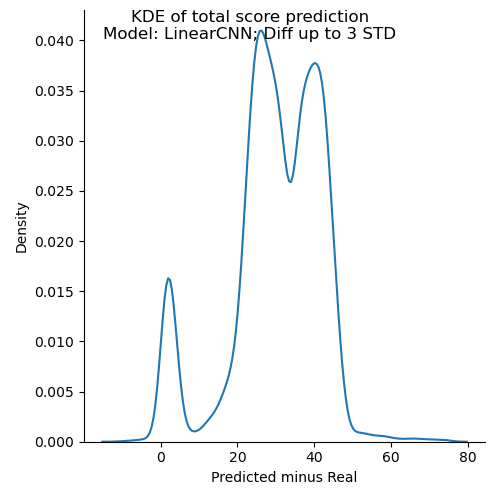 KDE of total score prediction
Model: LinearCNN; Diff up to 3 STD
0.040
0.035
0.030
0.025
0.020
0.015
0.010
0.005
0.000
Density
0 20 40 60 80
Predicted minus Real